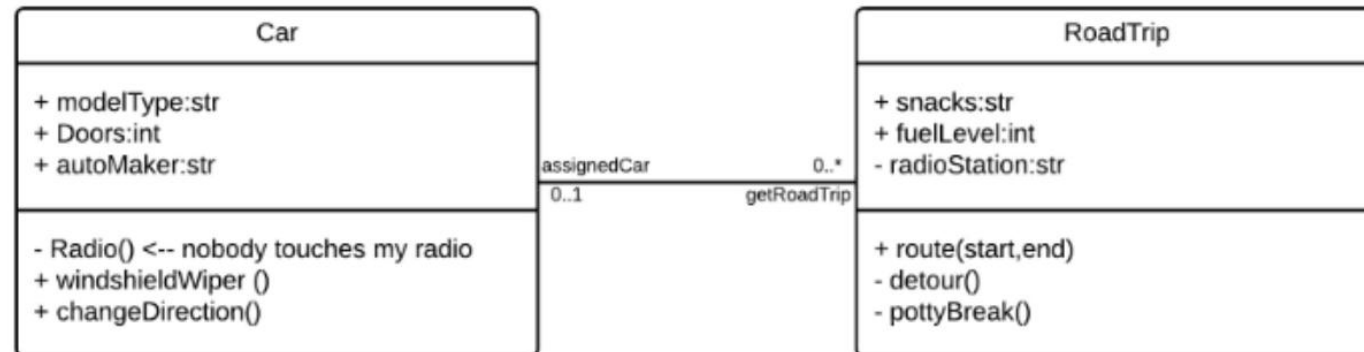 Car
+ modelType:str
+ Doors:int
+ autoMaker:str
- Radio() <-- nobody touches my radio
+ windshieldWiper ()
+ changeDirection()
assignedCar
0..1
0..*
getRoadTrip
RoadTrip
+ snacks:str
+ fuelLevel:int
- radioStation:str
+ route(start,end)
- detour()
- pottyBreak()